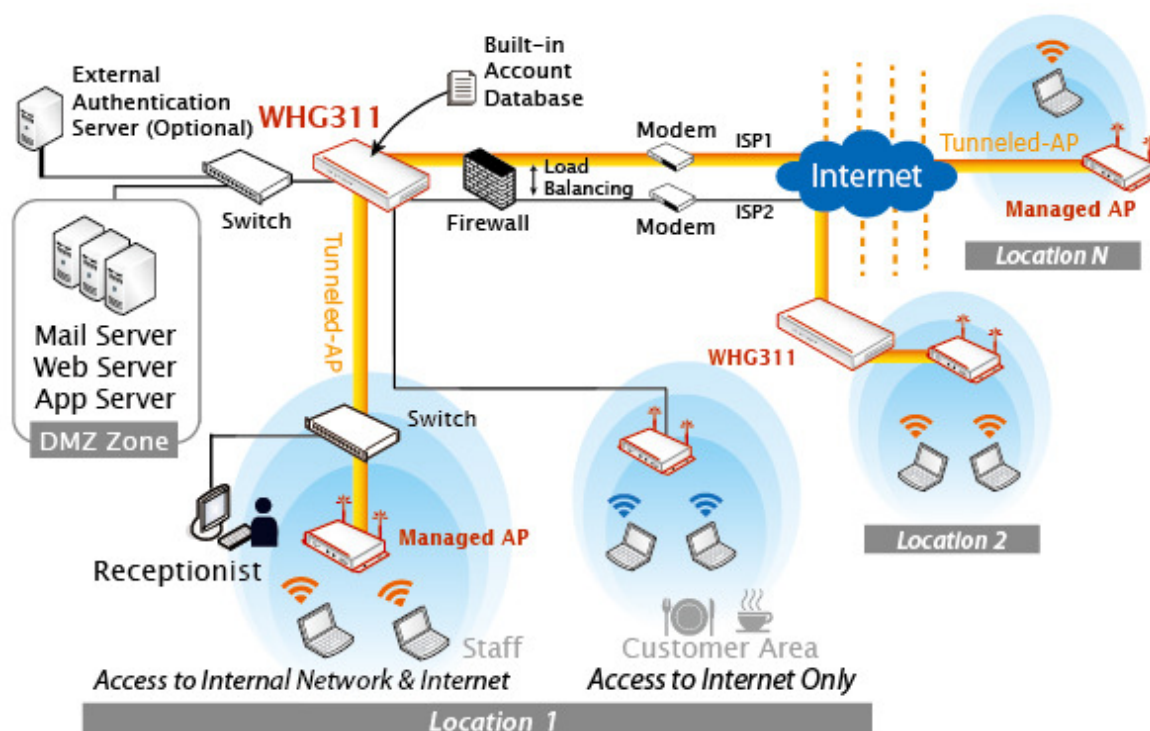 External
Authentication
Server (Optional)
WHG311
Built-in
Account
Database
Switch
Modem
ISP1
Load
Balancing
Firewall
Modem
ISP2
Internet
Tunneled-AP
Managed AP
Location N
Mail Server
Web Server
App Server
DMZ Zone
Tunneled-AP
WHG311
Switch
Managed AP
Receptionist
Location 2
Staff
Customer Area
Access to Internal Network & Internet
Access to Internet Only
Location 1